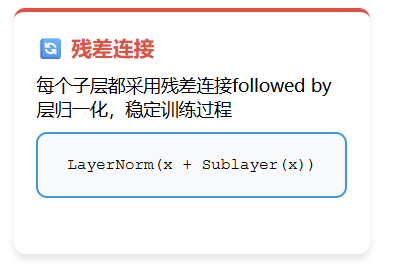 残差连接
每个子层都采用残差连接followed by
层归一化，稳定训练过程
LayerNorm(x + Sublayer(x))